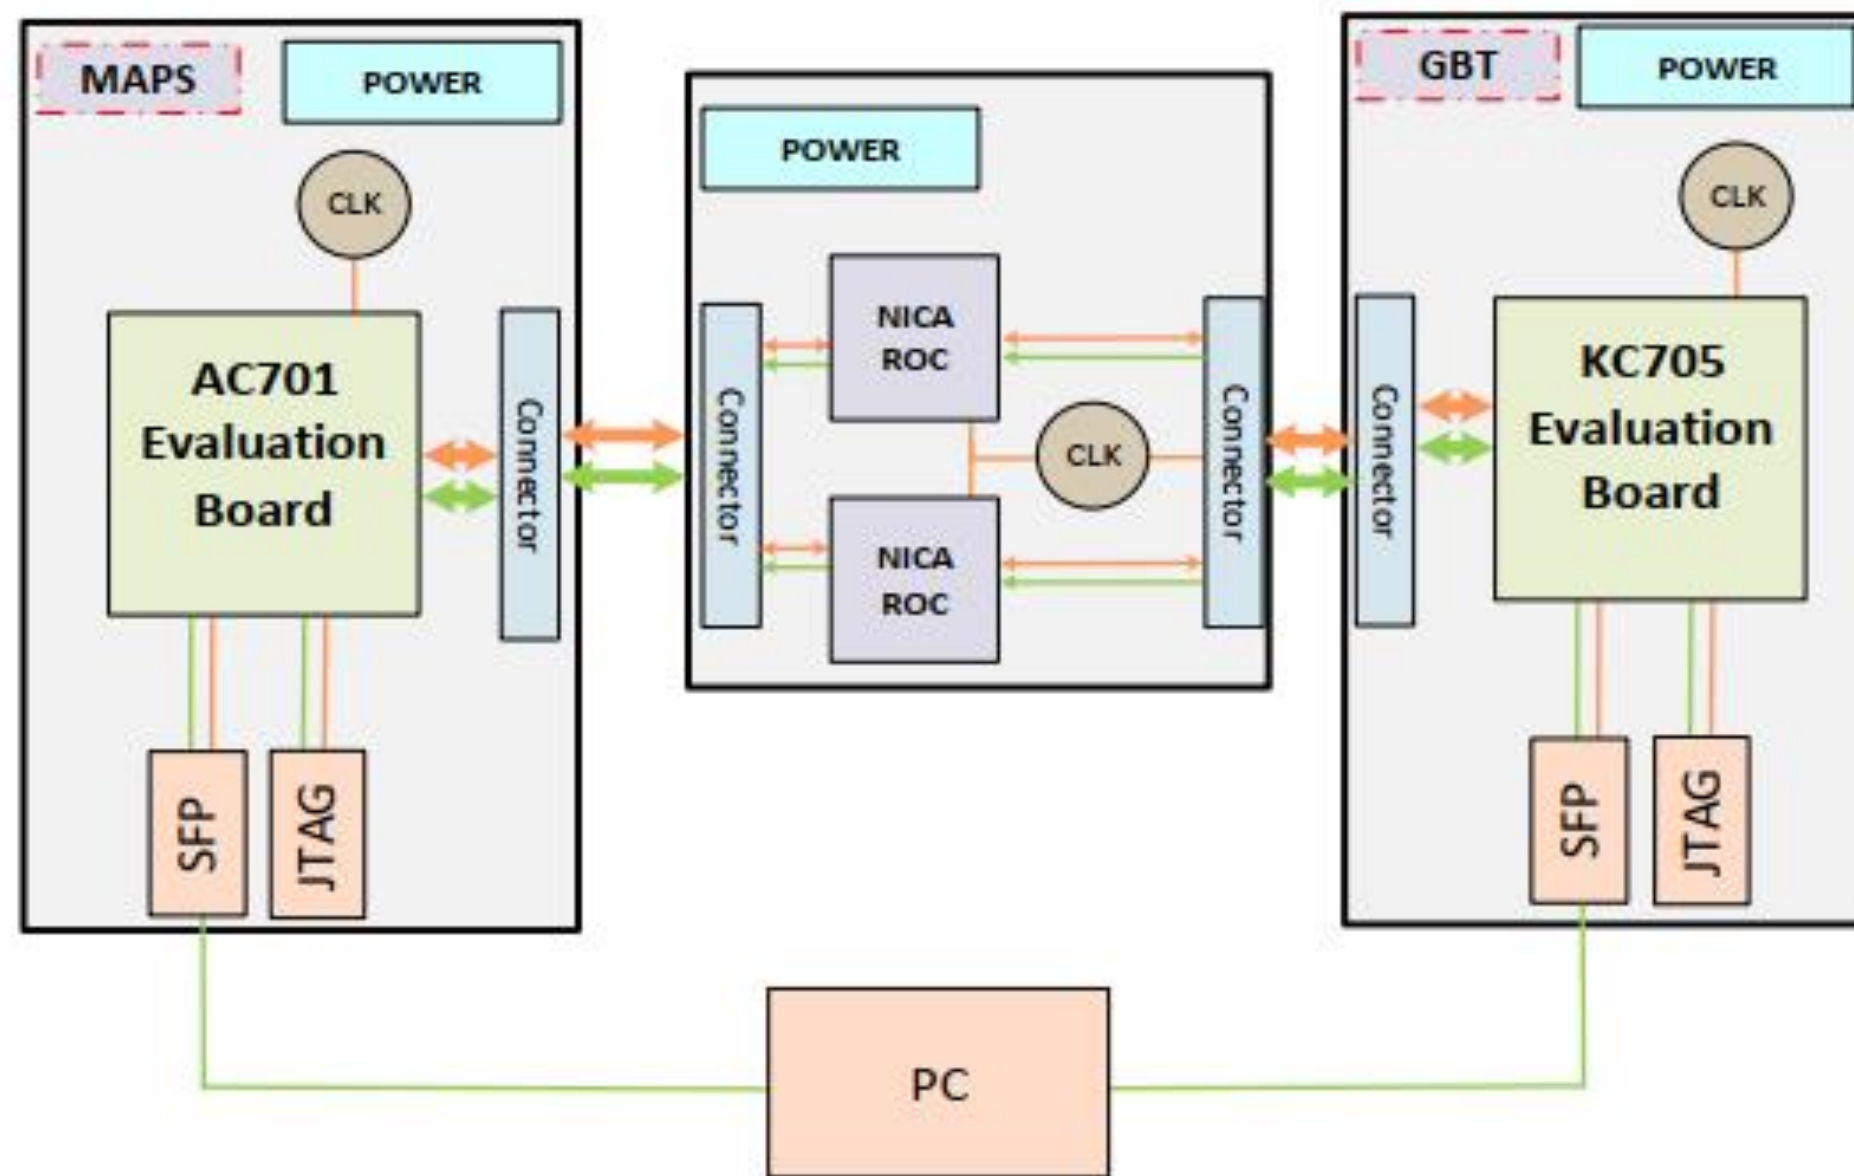 MAPS
POWER
CLK
AC701
Evaluation
Board
Connector
SFP
JTAG
POWER
Connector
NICA
ROC
CLK
NICA
ROC
Connector
GBT
POWER
CLK
Connector
KC705
Evaluation
Board
SFP
JTAG
PC